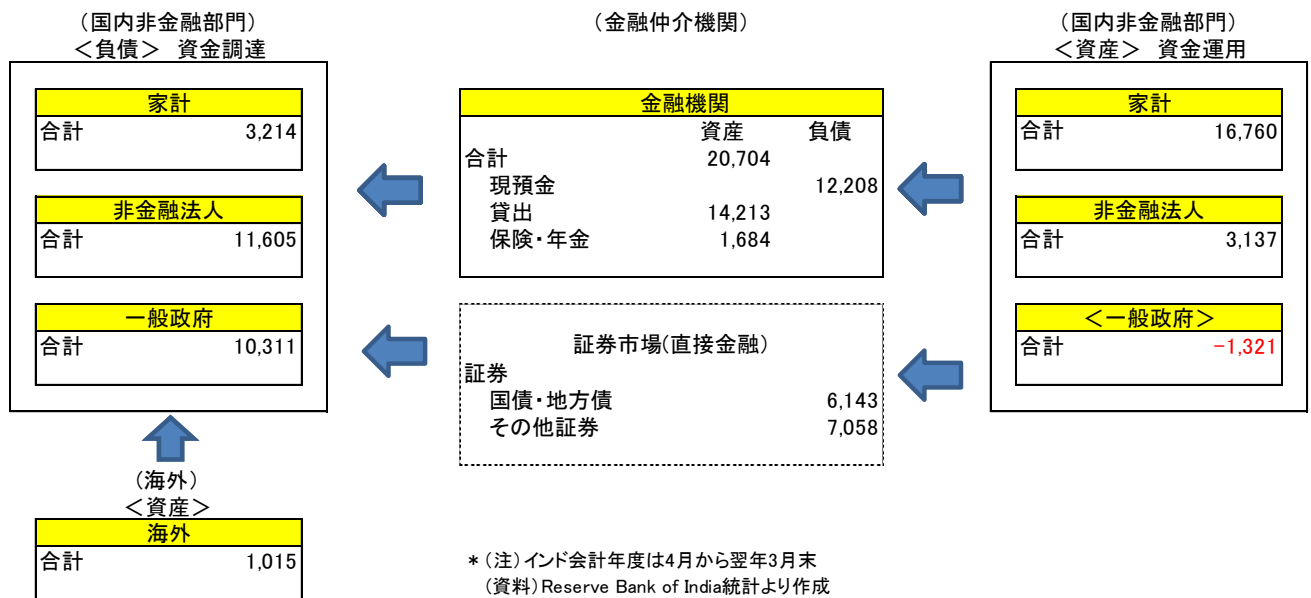 （国内非金融部門）
＜負債＞　資金調達
家計
合計　3,214
非金融法人
合計　11,605
一般政府
合計　10,311
（海外）
＜資産＞
海外
合計　1,015
（金融仲介機関）
金融機関
資産　負債
合計　20,704
現預金　12,208
貸出　14,213
保険・年金　1,684
証券市場(直接金融)
証券
国債・地方債　6,143
その他証券　7,058
（国内非金融部門）
＜資産＞　資金運用
家計
合計　16,760
非金融法人
合計　3,137
＜一般政府＞
合計　-1,321
＊（注）インド会計年度は4月から翌年3月末
（資料）Reserve Bank of India統計より作成